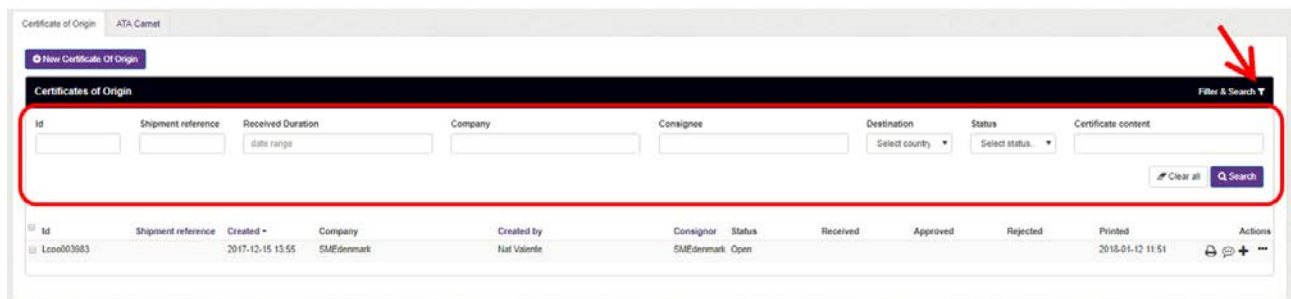 Certificate of Origin ATA Carnet
New Certificate Of Origin
Certificates of Origin Filter & Search
Id Shipment reference Received Duration Company Consignee Destination Status Certificate content
date range Select country Select status.
Clear all Search
Id Shipment reference Created Company Created by Consignor Status Received Approved Rejected Printed Actions
Lcoo003983 2017-12-15 13:55 SMEdenmark Nat Valente SMEdenmark Open 2018-01-12 11:51